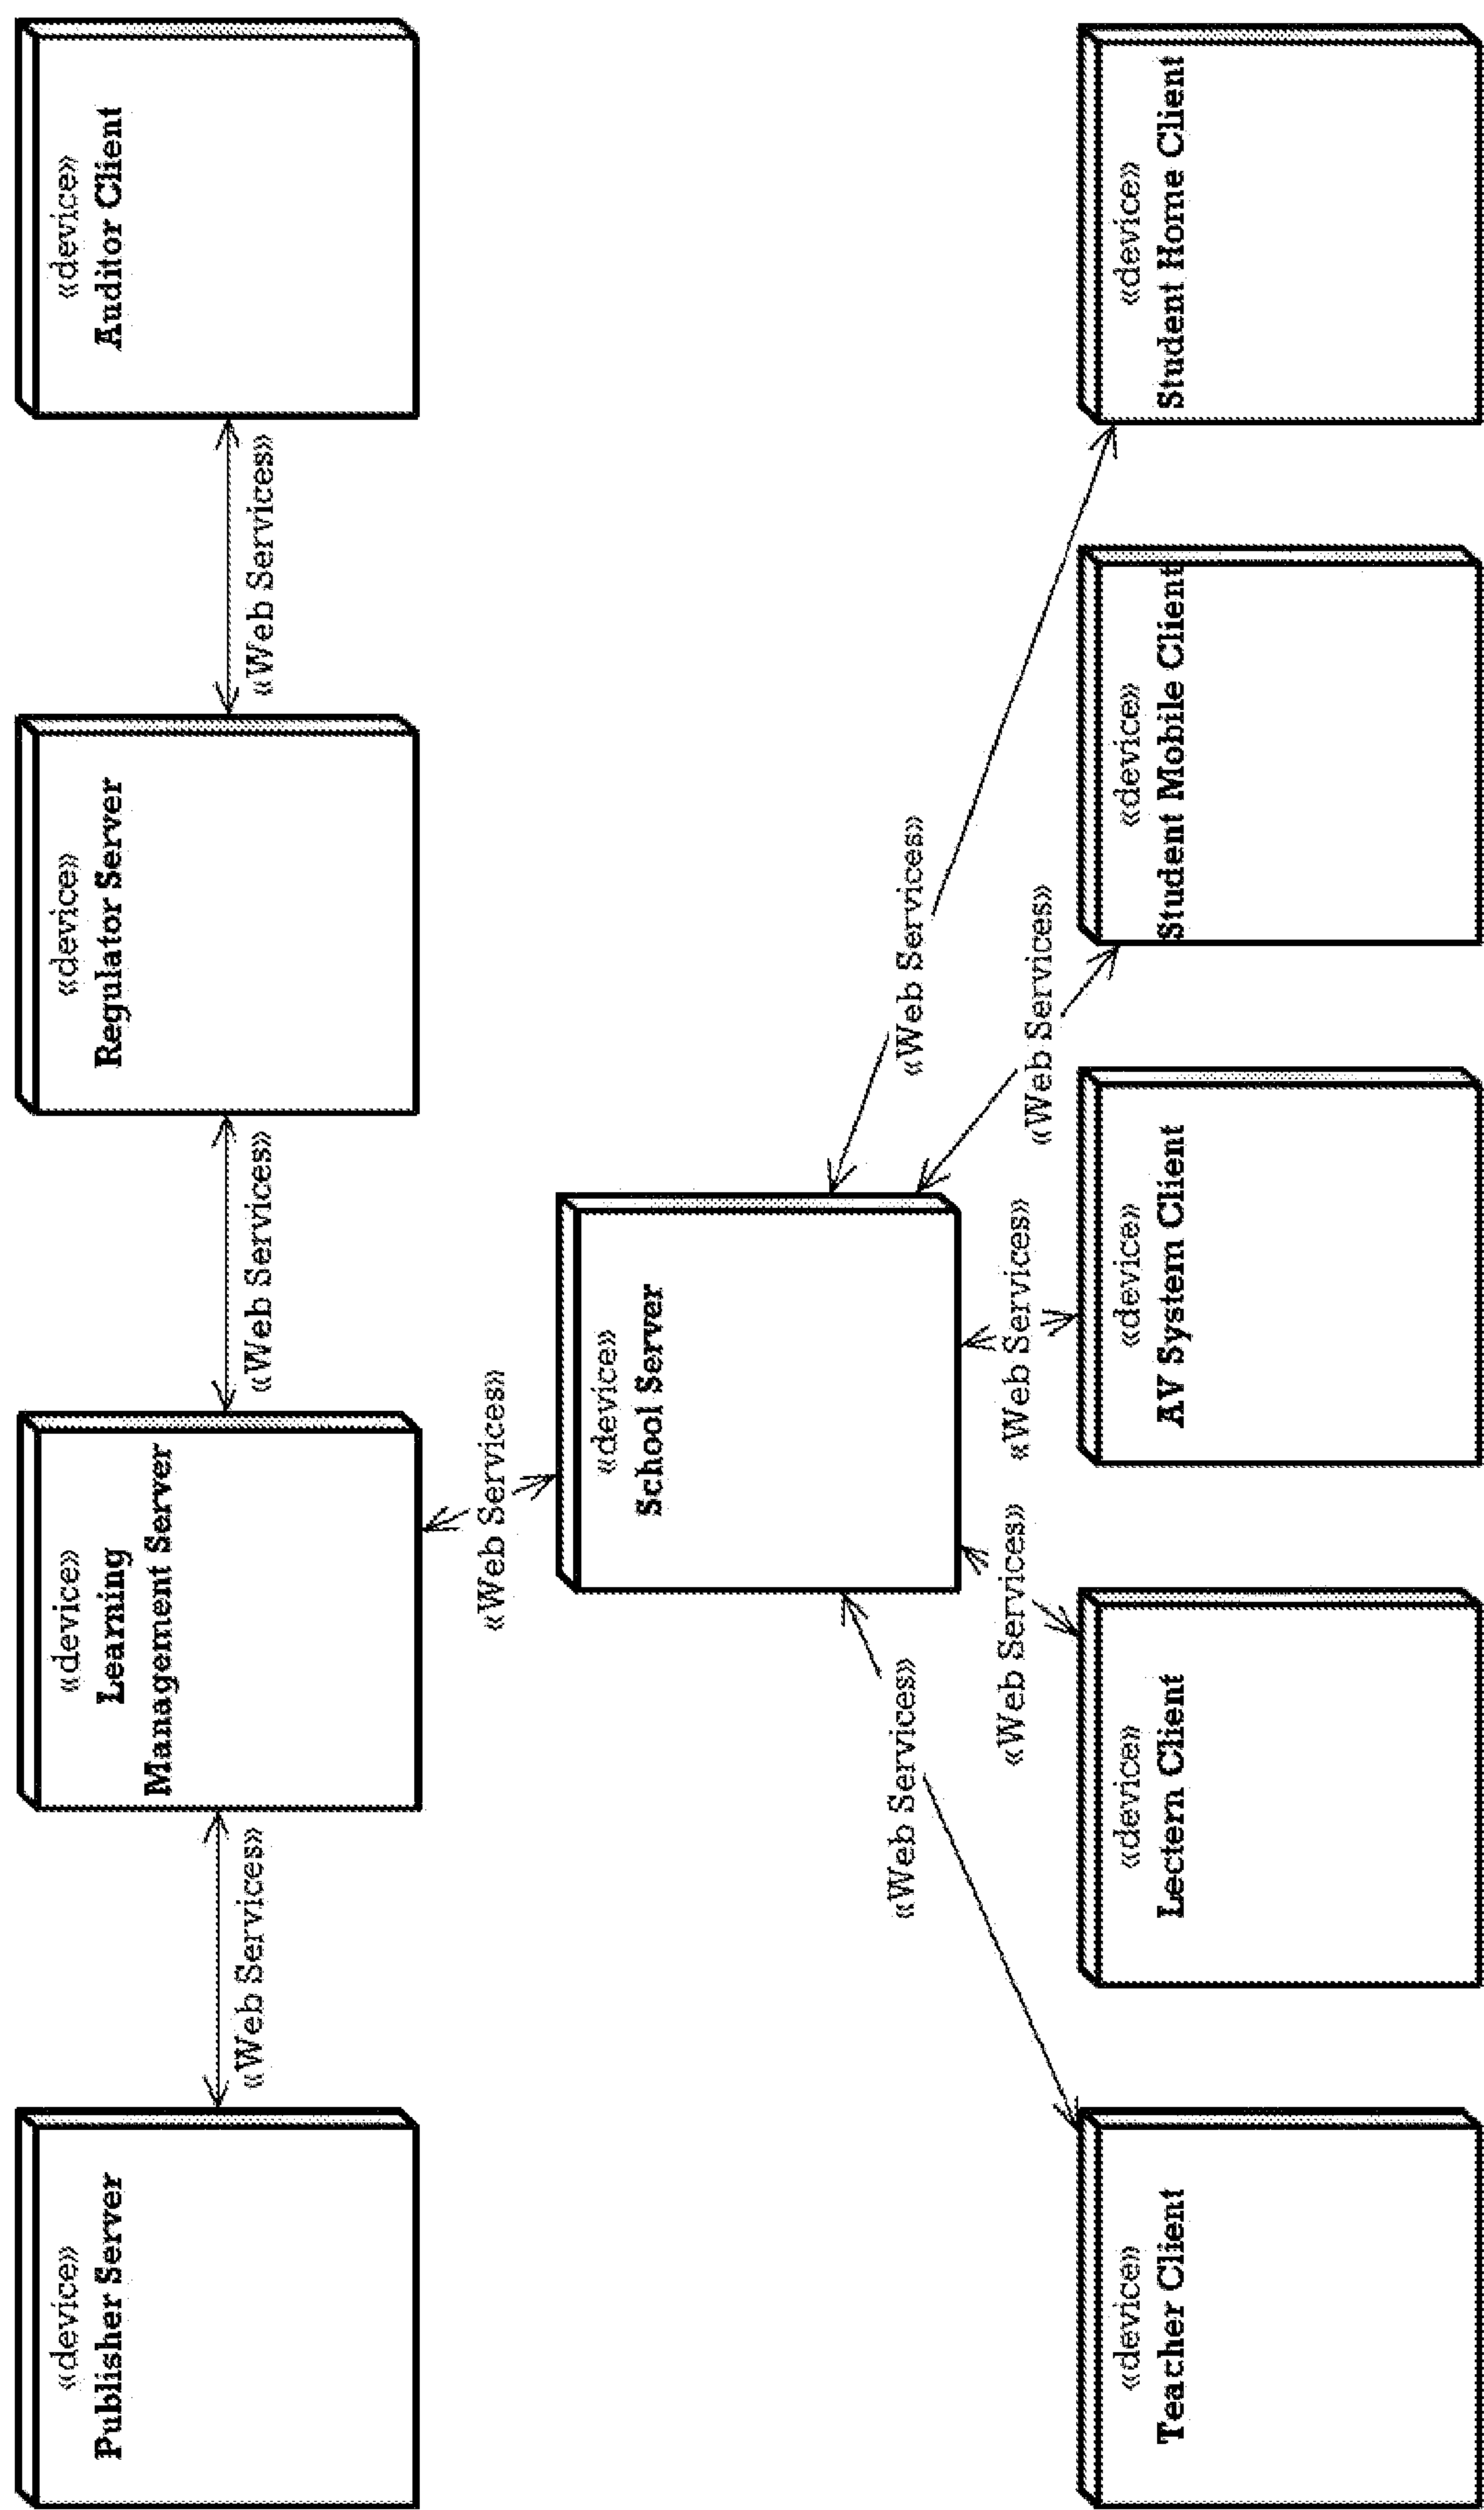 «device»
Publisher Server
«Web Services»
«device»
Learning
Management Server
«Web Services»
«device»
Regulator Server
«Web Services»
«device»
Auditor Client
«Web Services»
«device»
School Server
«Web Services»
«Web Services»
«Web Services»
«Web Services»
«Web Services»
«device»
Teacher Client
«device»
Lectern Client
«device»
AV System Client
«device»
Student Mobile Client
«device»
Student Home Client